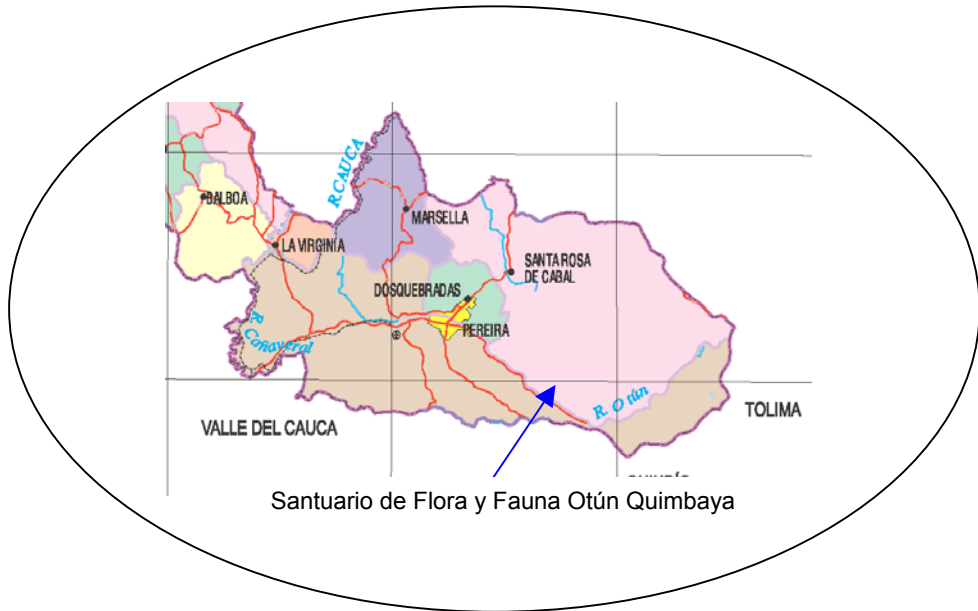 R.CAUCA
BALBOA
MARSELLA
LA VIRGINIA
SANTA ROSA
DE CABAL
DOSQUEBRADAS
PEREIRA
R. Cañaveral
R. Otún
TOLIMA
VALLE DEL CAUCA
Santuario de Flora y Fauna Otún Quimbaya